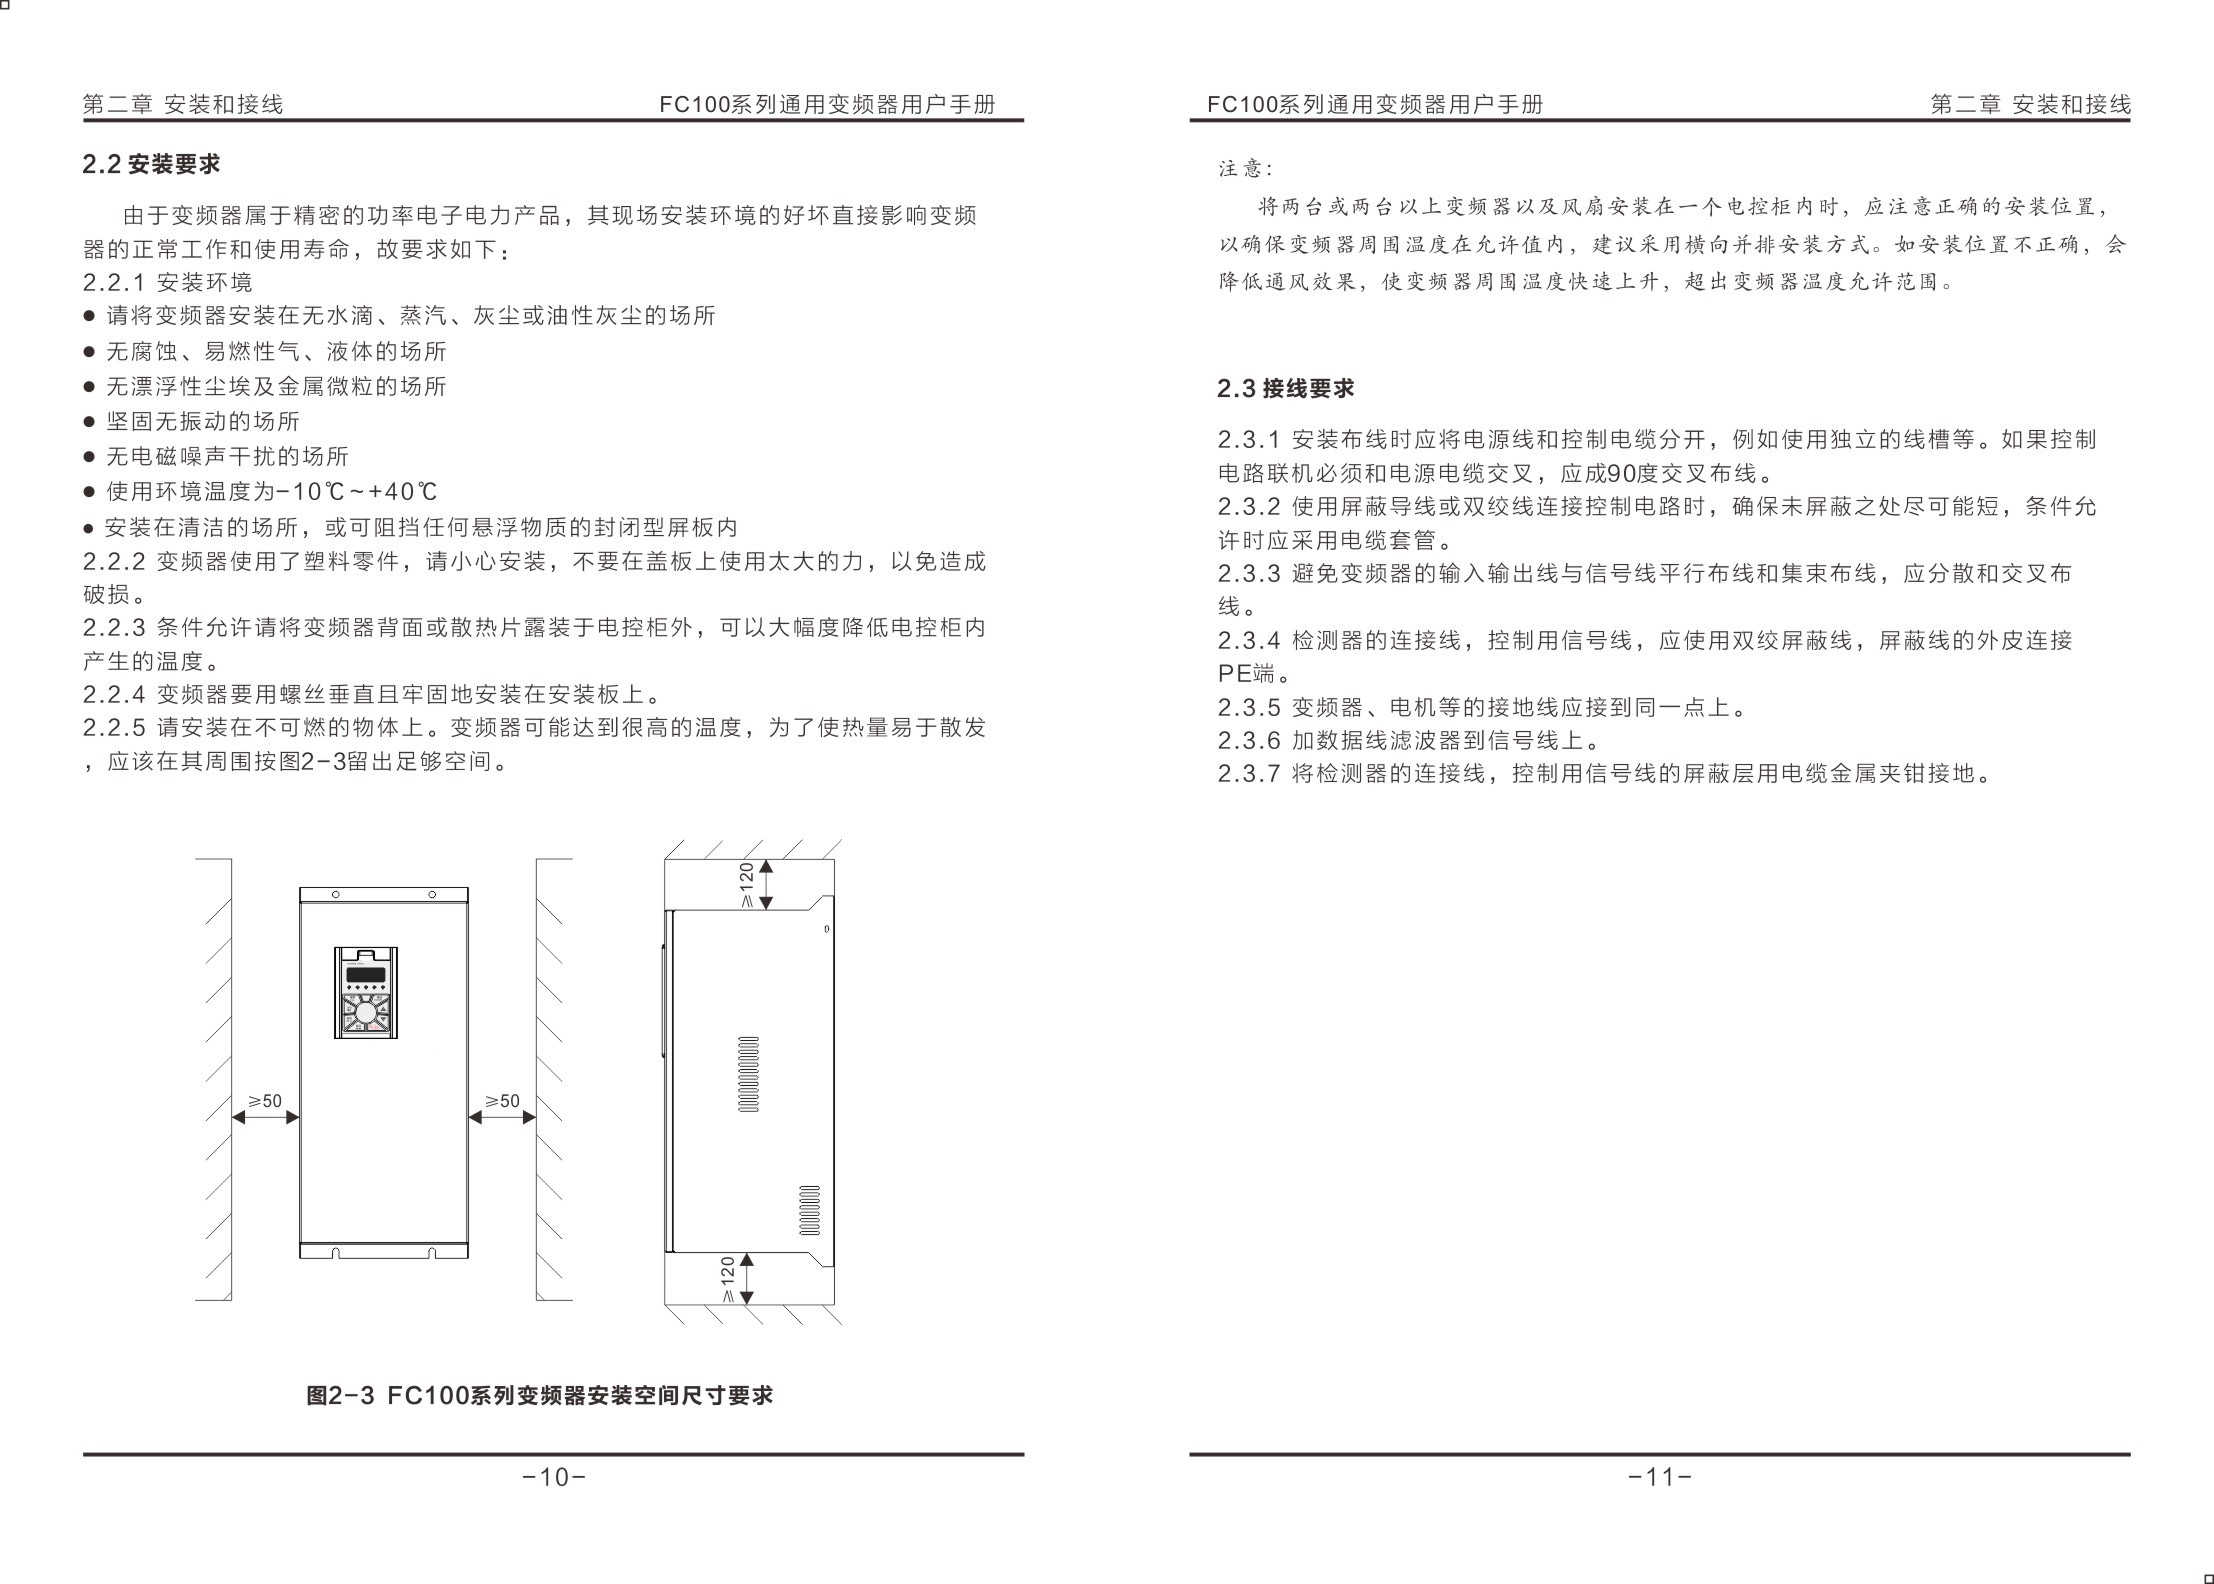 第二章 安装和接线
FC100系列通用变频器用户手册
2.2 安装要求
由于变频器属于精密的功率电子电力产品，其现场安装环境的好坏直接影响变频
器的正常工作和使用寿命，故要求如下：
2.2.1 安装环境
● 请将变频器安装在无水滴、蒸汽、灰尘或油性灰尘的场所
● 无腐蚀、易燃性气、液体的场所
● 无漂浮性尘埃及金属微粒的场所
● 坚固无振动的场所
● 无电磁噪声干扰的场所
● 使用环境温度为-10℃~+40℃
● 安装在清洁的场所，或可阻挡任何悬浮物质的封闭型屏板内
2.2.2 变频器使用了塑料零件，请小心安装，不要在盖板上使用太大的力，以免造成
破损。
2.2.3 条件允许请将变频器背面或散热片露装于电控柜外，可以大幅度降低电控柜内
产生的温度。
2.2.4 变频器要用螺丝垂直且牢固地安装在安装板上。
2.2.5 请安装在不可燃的物体上。变频器可能达到很高的温度，为了使热量易于散发
，应该在其周围按图2-3留出足够空间。
≥50
≥50
≥120
≥120
图2-3 FC100系列变频器安装空间尺寸要求
-10-
FC100系列通用变频器用户手册
第二章 安装和接线
注意：
将两台或两台以上变频器以及风扇安装在一个电控柜内时，应注意正确的安装位置，
以确保变频器周围温度在允许值内，建议采用横向并排安装方式。如安装位置不正确，会
降低通风效果，使变频器周围温度快速上升，超出变频器温度允许范围。
2.3 接线要求
2.3.1 安装布线时应将电源线和控制电缆分开，例如使用独立的线槽等。如果控制
电路联机必须和电源电缆交叉，应成90度交叉布线。
2.3.2 使用屏蔽导线或双绞线连接控制电路时，确保未屏蔽之处尽可能短，条件允
许时应采用电缆套管。
2.3.3 避免变频器的输入输出线与信号线平行布线和集束布线，应分散和交叉布
线。
2.3.4 检测器的连接线，控制用信号线，应使用双绞屏蔽线，屏蔽线的外皮连接
PE端。
2.3.5 变频器、电机等的接地线应接到同一点上。
2.3.6 加数据线滤波器到信号线上。
2.3.7 将检测器的连接线，控制用信号线的屏蔽层用电缆金属夹钳接地。
-11-